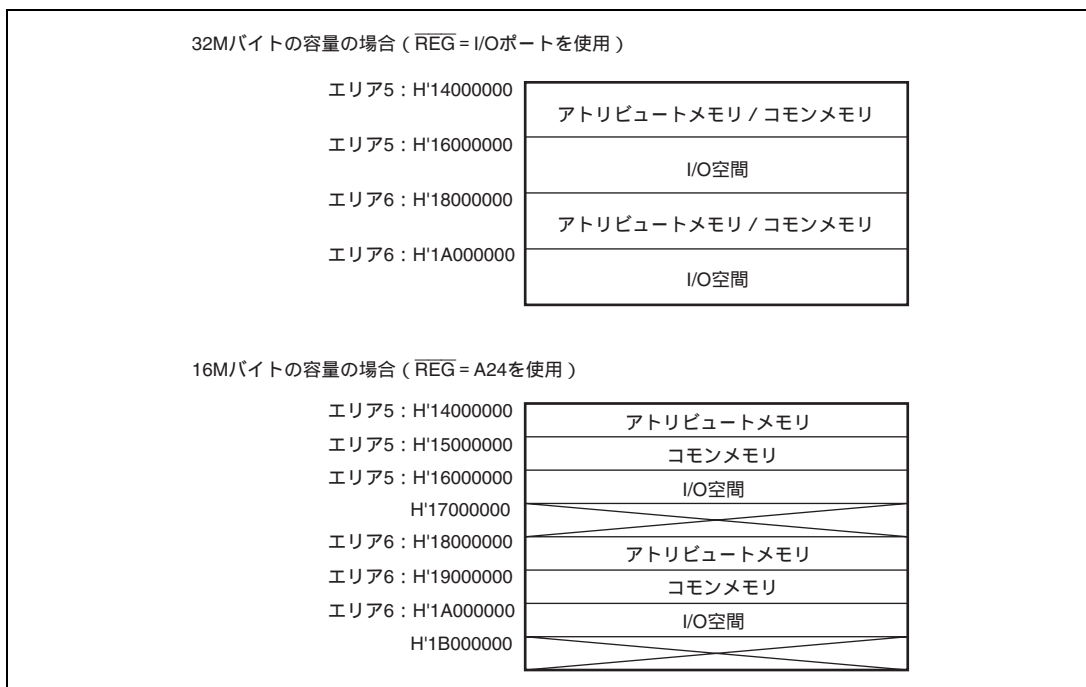 32Mバイトの容量の場合（REG = I/Oポートを使用）
エリア5：H'14000000
アトリビュートメモリ / コモンメモリ
エリア5：H'16000000
I/O空間
エリア6：H'18000000
アトリビュートメモリ / コモンメモリ
エリア6：H'1A000000
I/O空間
16Mバイトの容量の場合（REG = A24を使用）
エリア5：H'14000000
アトリビュートメモリ
エリア5：H'15000000
コモンメモリ
エリア5：H'16000000
I/O空間
H'17000000
エリア6：H'18000000
アトリビュートメモリ
エリア6：H'19000000
コモンメモリ
エリア6：H'1A000000
I/O空間
H'1B000000